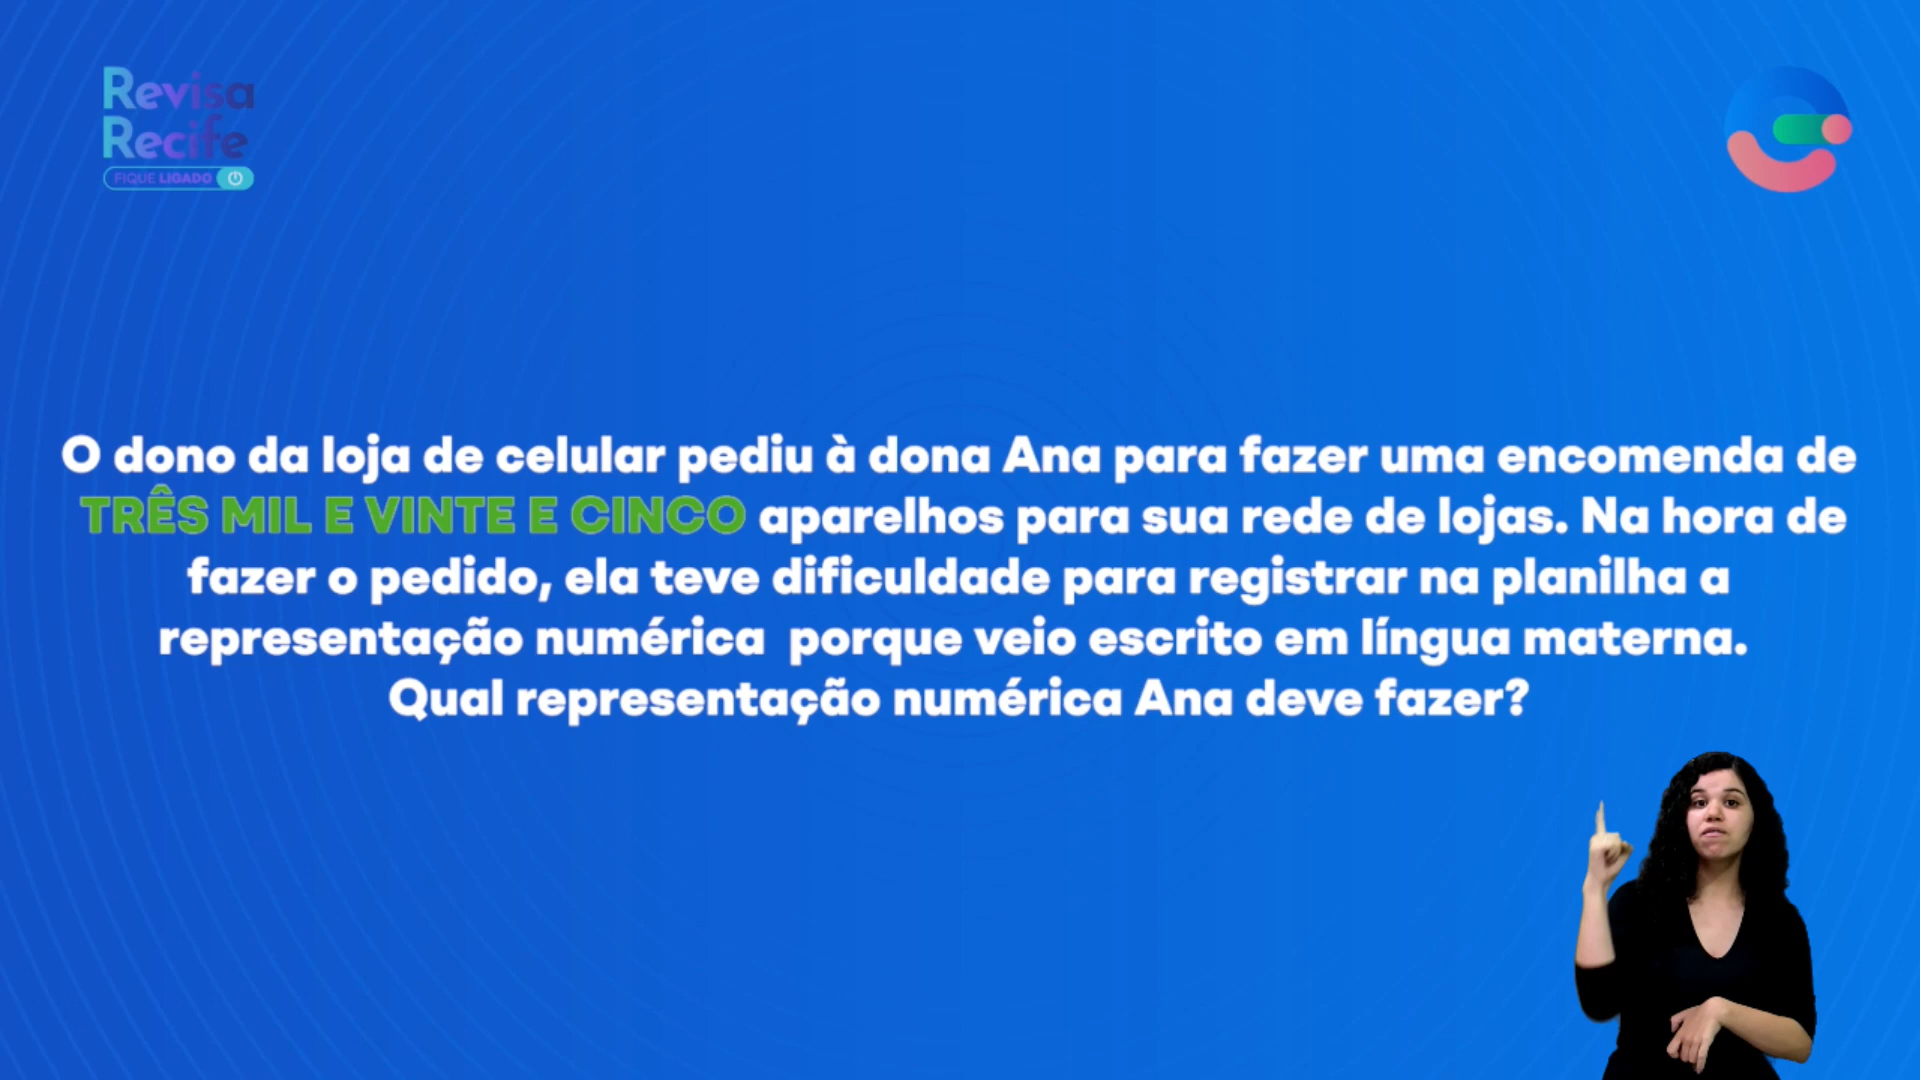 Revisa
Recife
FIQUE LIGADO
O dono da loja de celular pediu à dona Ana para fazer uma encomenda de
TRÊS MIL E VINTE E CINCO aparelhos para sua rede de lojas. Na hora de
fazer o pedido, ela teve dificuldade para registrar na planilha a
representação numérica porque veio escrito em língua materna.
Qual representação numérica Ana deve fazer?